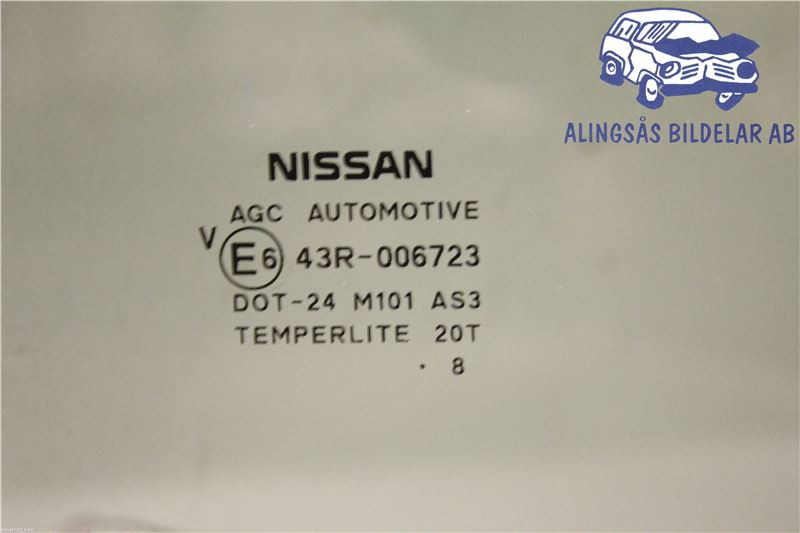 ALINGSÅS BILDELAR AB
NISSAN
AGC AUTOMOTIVE
V E6 43R-006723
DOT-24 M101 AS3
TEMPERLITE 20T
. 8